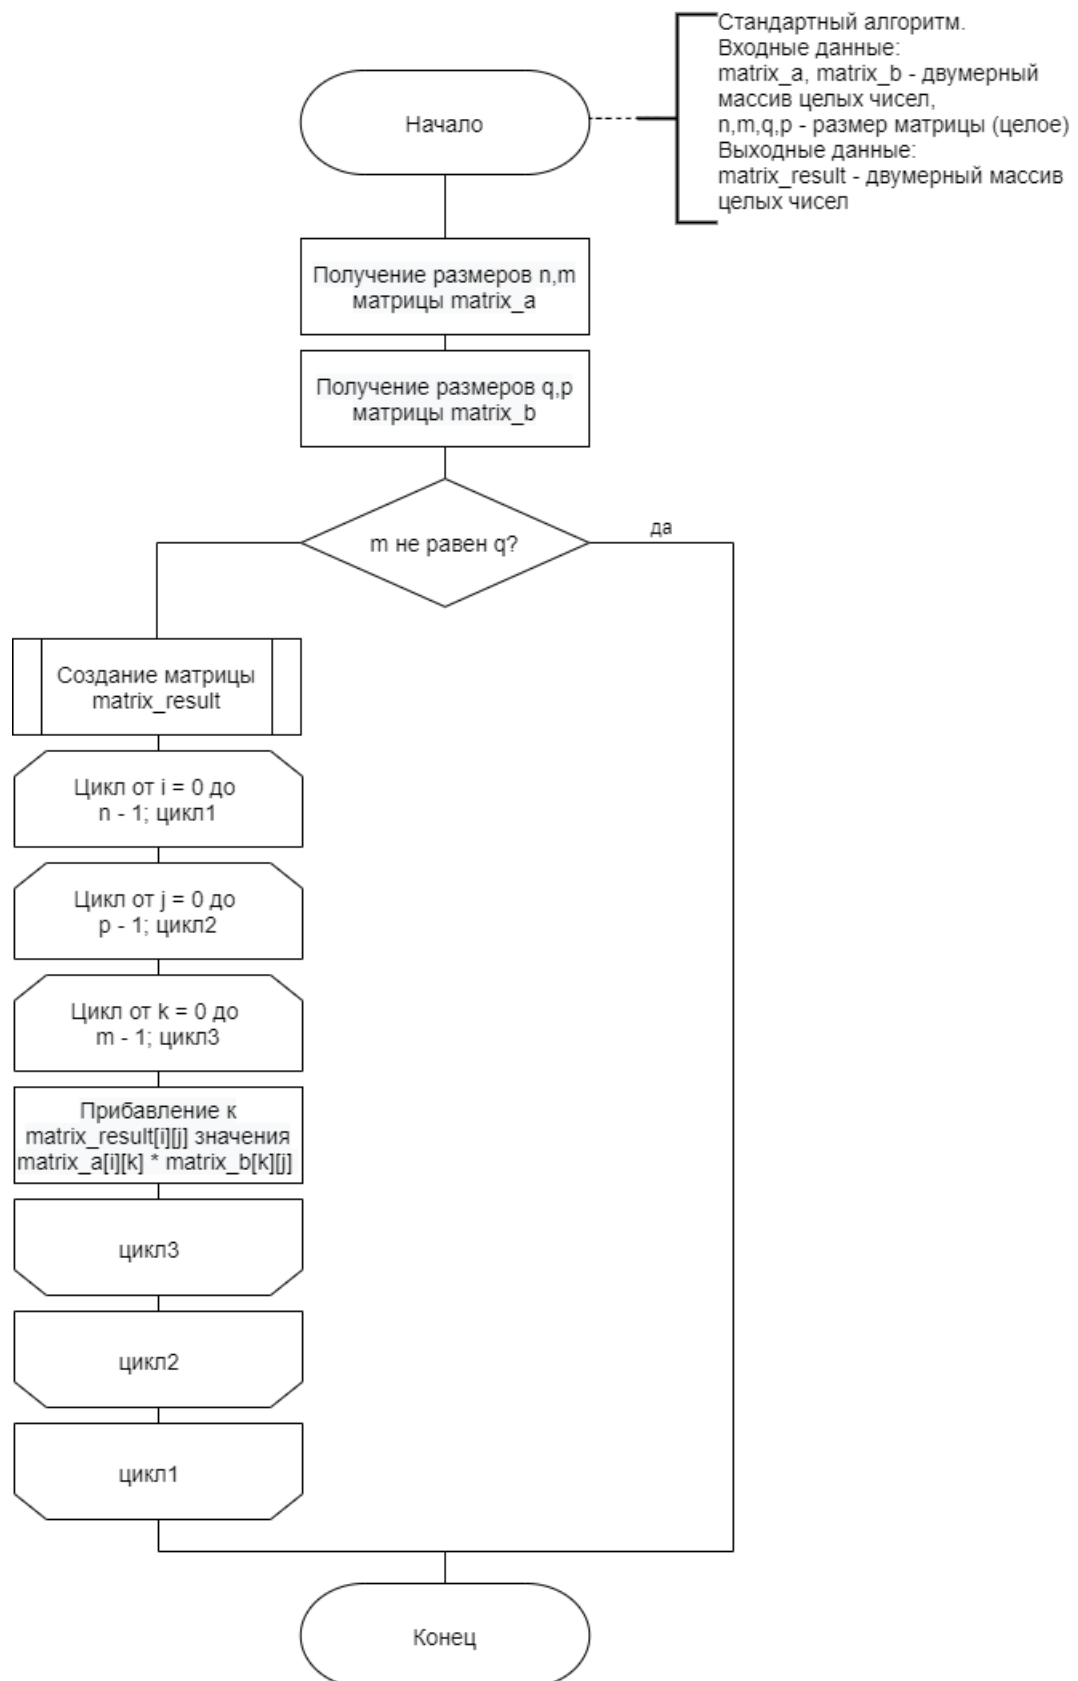 Стандартный алгоритм.
Входные данные:
matrix_a, matrix_b - двумерный
массив целых чисел,
n,m,q,p - размер матрицы (целое)
Выходные данные:
matrix_result - двумерный массив
целых чисел
Начало
Получение размеров n,m
матрицы matrix_a
Получение размеров q,p
матрицы matrix_b
m не равен q?
да
Создание матрицы
matrix_result
Цикл от i = 0 до
n - 1; цикл1
Цикл от j = 0 до
p - 1; цикл2
Цикл от k = 0 до
m - 1; цикл3
Прибавление к
matrix_result[i][j] значения
matrix_a[i][k] * matrix_b[k][j]
цикл3
цикл2
цикл1
Конец